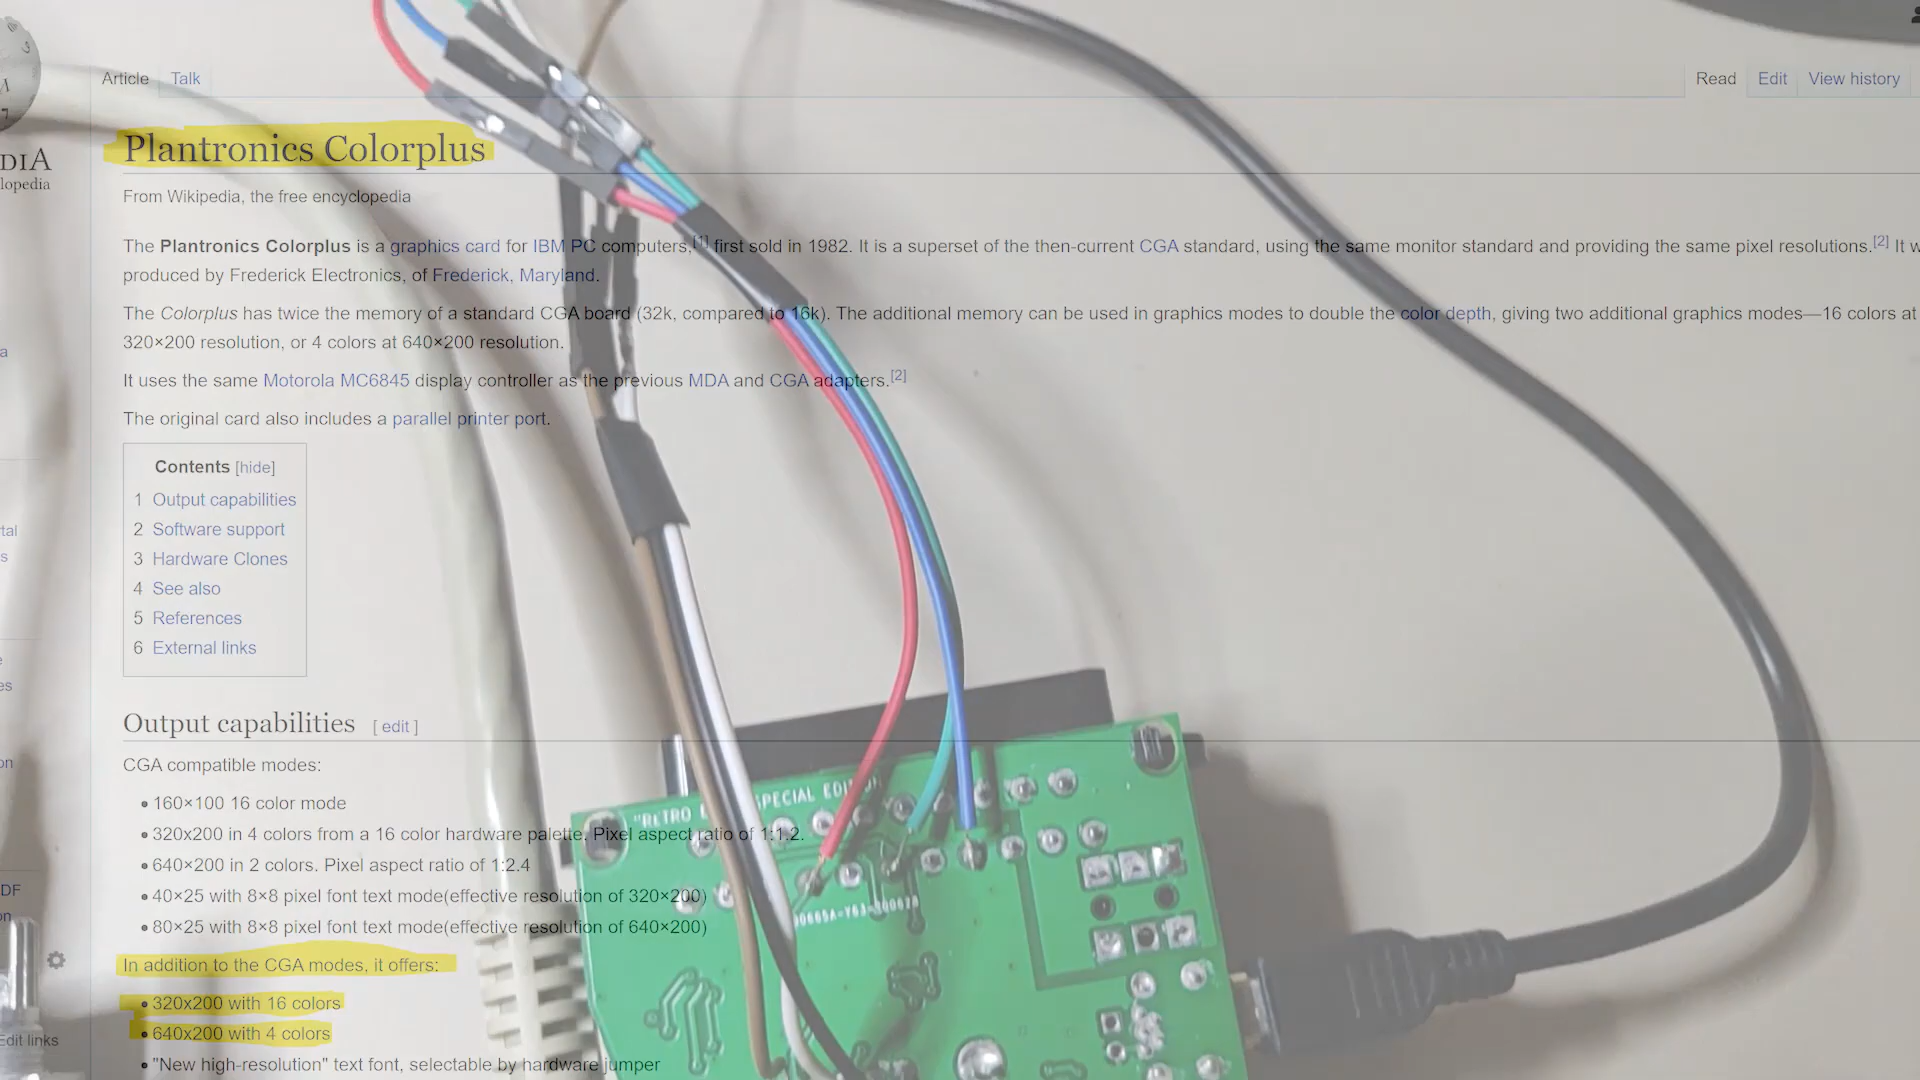 Article Talk Read Edit View history
DIA
lopedia
Plantronics Colorplus
From Wikipedia, the free encyclopedia
The Plantronics Colorplus is a graphics card for IBM PC computers,[1] first sold in 1982. It is a superset of the then-current CGA standard, using the same monitor standard and providing the same pixel resolutions.[2] It w
produced by Frederick Electronics, of Frederick, Maryland.
The Colorplus has twice the memory of a standard CGA board (32k, compared to 16k). The additional memory can be used in graphics modes to double the color depth, giving two additional graphics modes—16 colors at
320×200 resolution, or 4 colors at 640×200 resolution.
It uses the same Motorola MC6845 display controller as the previous MDA and CGA adapters.[2]
The original card also includes a parallel printer port.
Contents [hide]
1 Output capabilities
2 Software support
3 Hardware Clones
4 See also
5 References
6 External links
Output capabilities [ edit ]
CGA compatible modes:
• 160×100 16 color mode
• 320x200 in 4 colors from a 16 color hardware palette. Pixel aspect ratio of 1:1.2.
• 640×200 in 2 colors. Pixel aspect ratio of 1:2.4
• 40×25 with 8×8 pixel font text mode(effective resolution of 320×200)
• 80×25 with 8×8 pixel font text mode(effective resolution of 640×200)
In addition to the CGA modes, it offers:
• 320x200 with 16 colors
• 640x200 with 4 colors
• "New high-resolution" text font, selectable by hardware jumper
Edit links
"RETRO SPECIAL EDITION